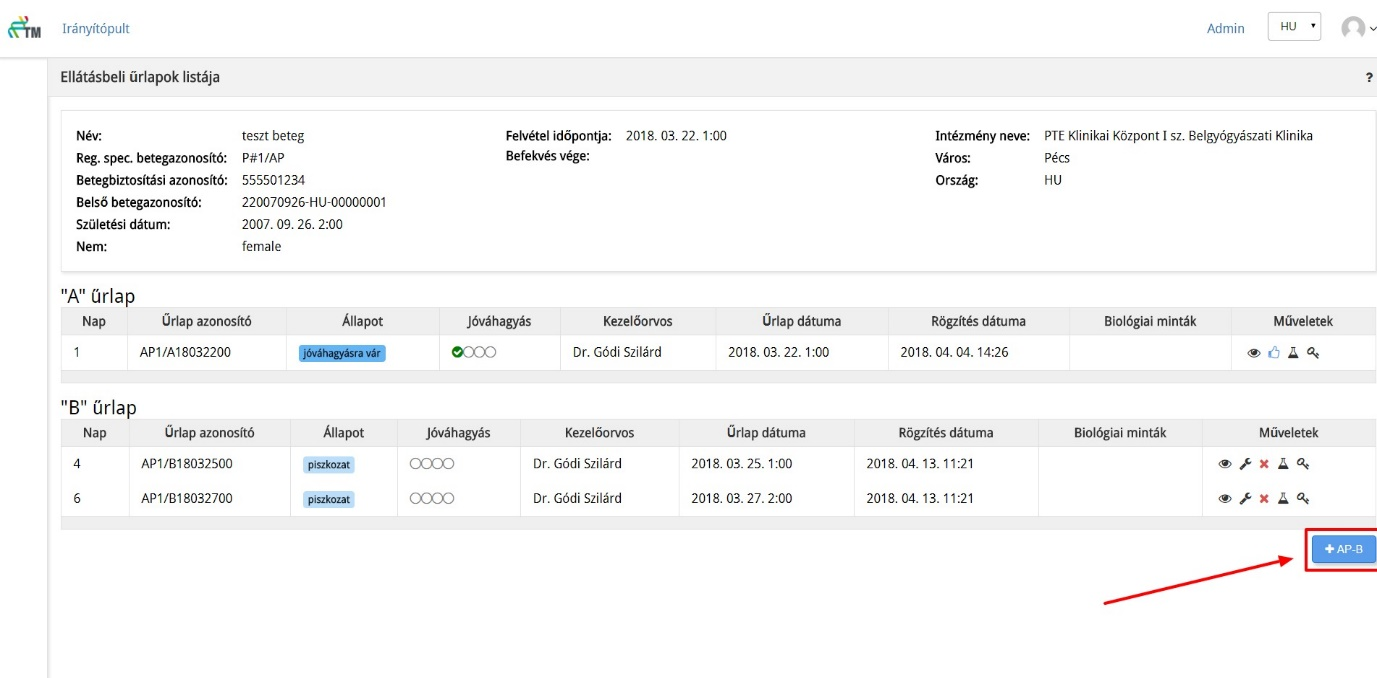 TM Irányítópult Admin HU
Ellátásbeli űrlapok listája ?
Név: teszt beteg Felvétel időpontja: 2018. 03. 22. 1:00 Intézmény neve: PTE Klinikai Központ I sz. Belgyógyászati Klinika
Reg. spec. betegazonosító: P#1/AP Befekvés vége: Város: Pécs
Betegbiztosítási azonosító: 555501234 Ország: HU
Belső betegazonosító: 220070926-HU-00000001
Születési dátum: 2007. 09. 26. 2:00
Nem: female
"A" űrlap
Nap Űrlap azonosító Állapot Jóváhagyás Kezelőorvos Űrlap dátuma Rögzítés dátuma Biológiai minták Műveletek
1 AP1/A18032200 jóváhagyásra vár Dr. Gódi Szilárd 2018. 03. 22. 1:00 2018. 04. 04. 14:26
"B" űrlap
Nap Űrlap azonosító Állapot Jóváhagyás Kezelőorvos Űrlap dátuma Rögzítés dátuma Biológiai minták Műveletek
4 AP1/B18032500 piszkozat Dr. Gódi Szilárd 2018. 03. 25. 1:00 2018. 04. 13. 11:21
6 AP1/B18032700 piszkozat Dr. Gódi Szilárd 2018. 03. 27. 2:00 2018. 04. 13. 11:21
+ AP-B